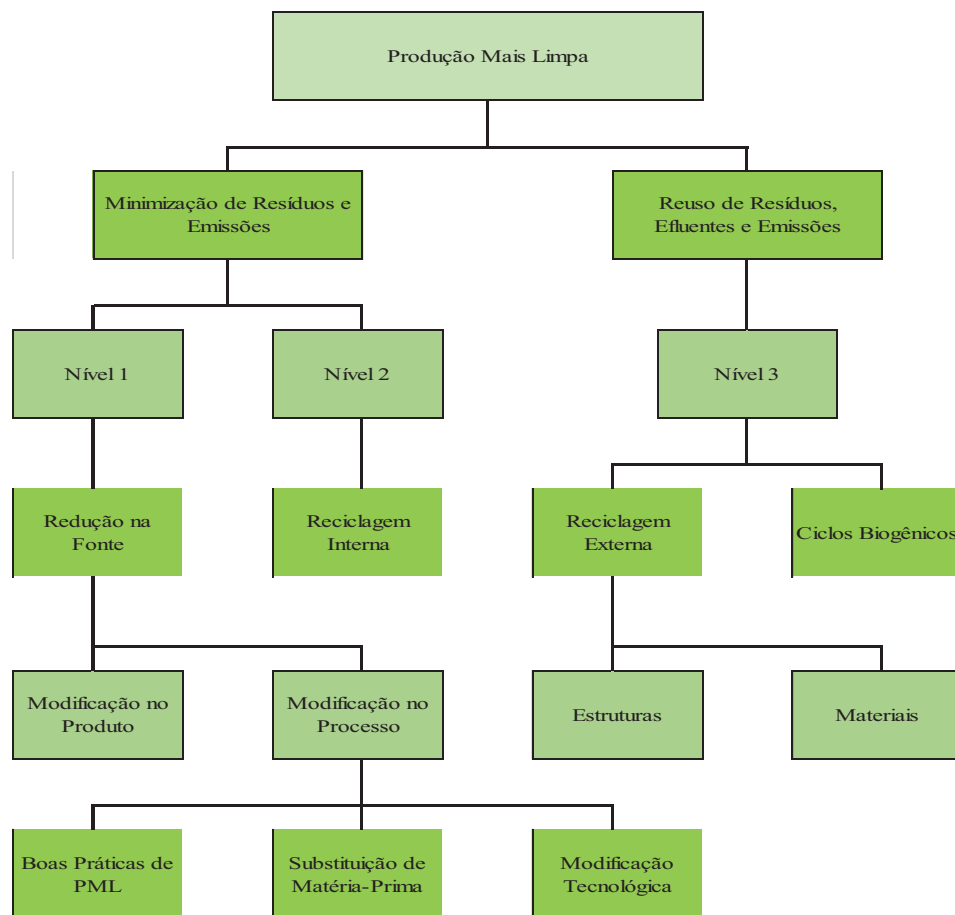 Produção Mais Limpa
Minimização de Resíduos e
Emissões
Reuso de Resíduos,
Efluentes e Emissões
Nível 1
Nível 2
Nível 3
Redução na
Fonte
Reciclagem
Interna
Reciclagem
Externa
Ciclos Biogênicos
Modificação no
Produto
Modificação no
Processo
Estruturas
Materiais
Boas Práticas de
PML
Substituição de
Matéria-Prima
Modificação
Tecnológica